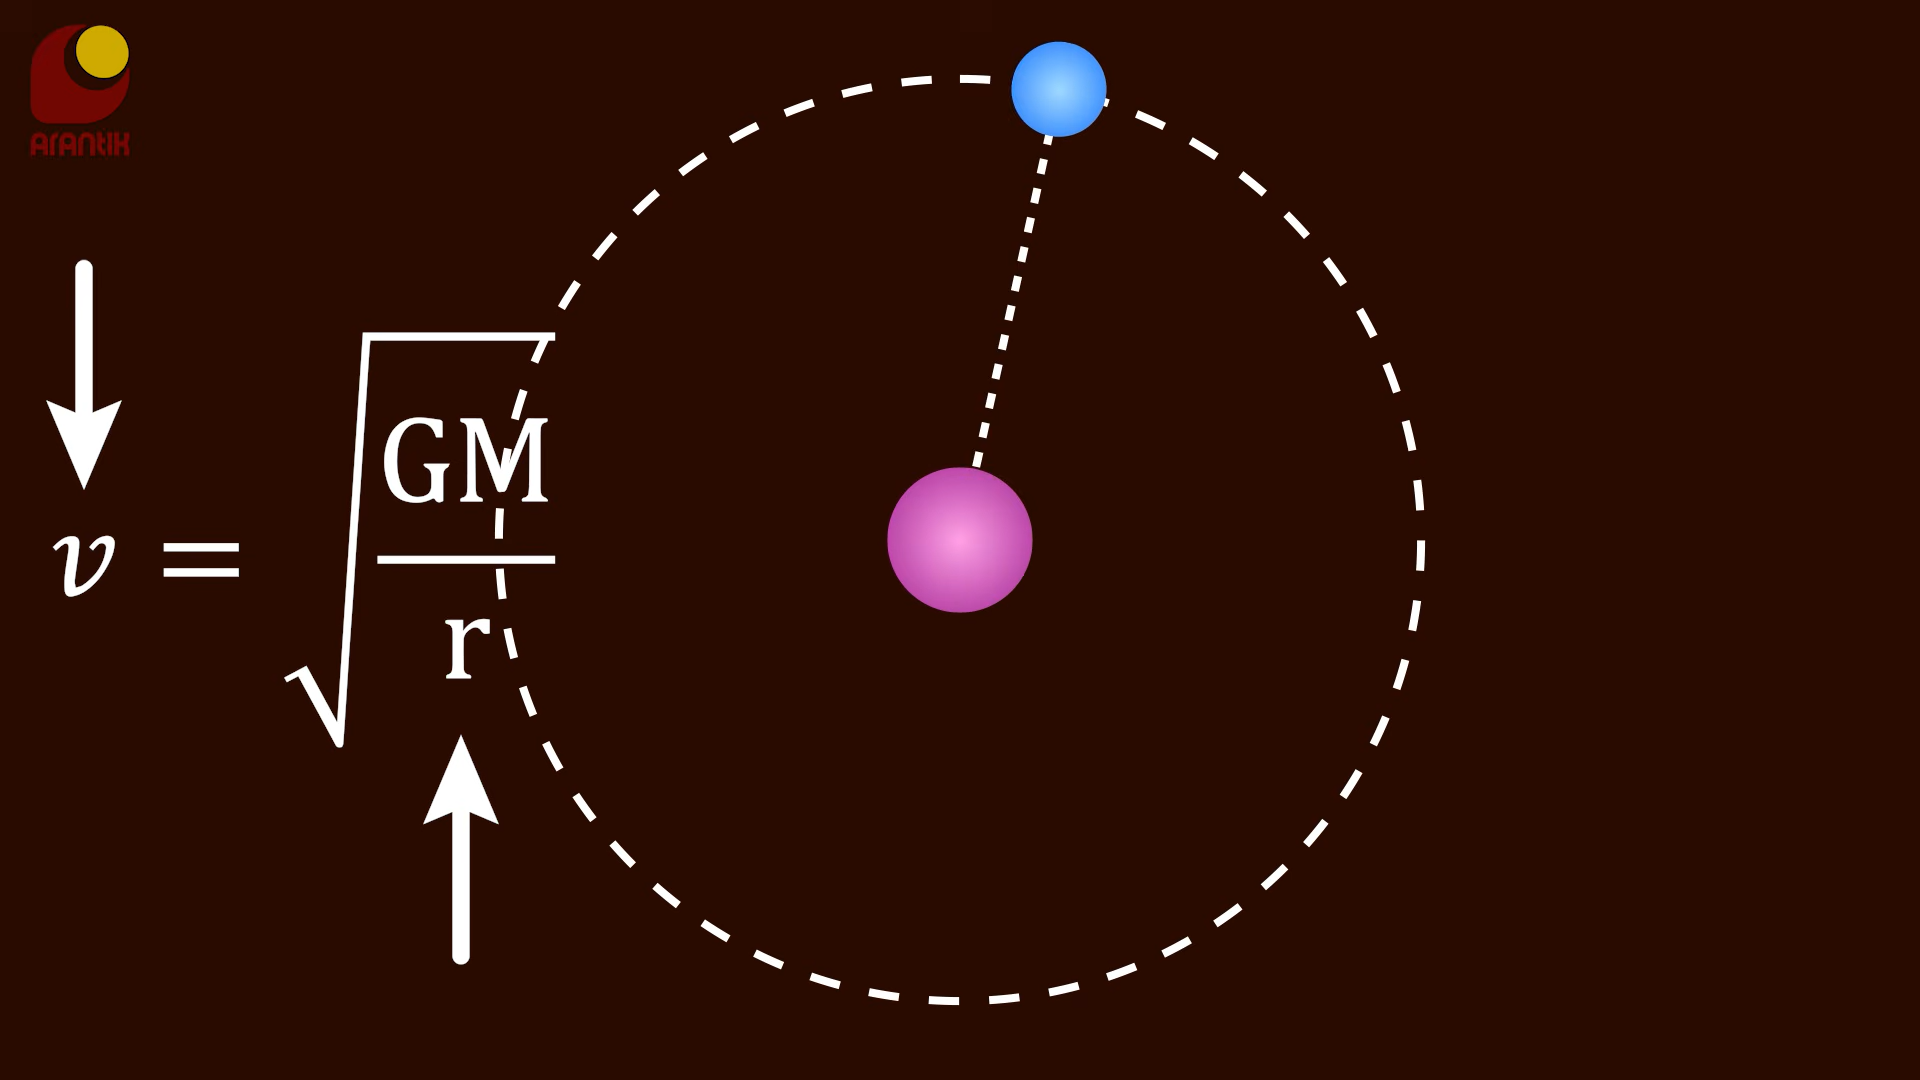 Arantik
v = √
GM
r